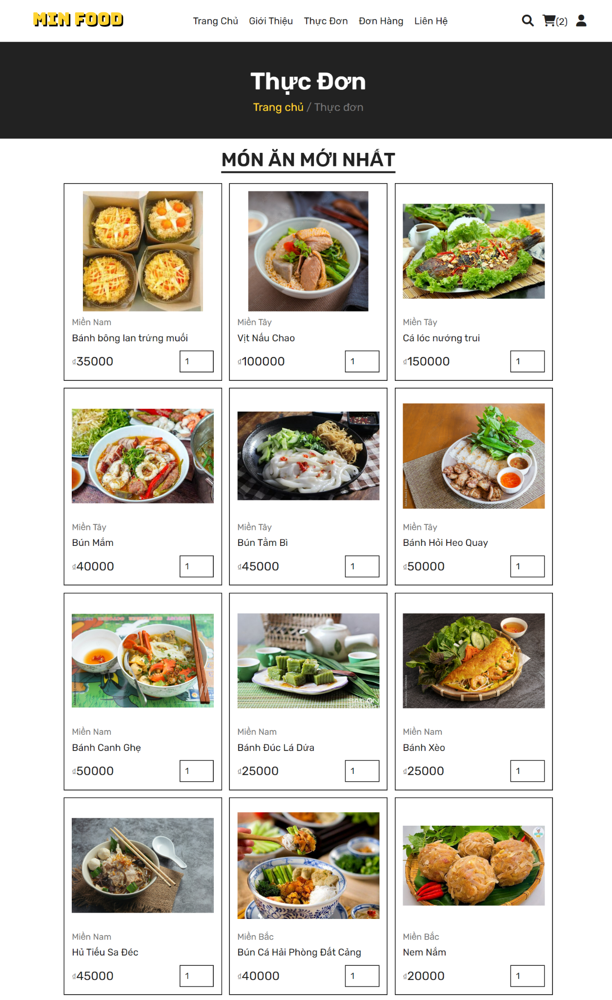 MIN FOOD
Trang Chủ Giới Thiệu Thực Đơn Đơn Hàng Liên Hệ
(2)
Thực Đơn
Trang chủ / Thực đơn
MÓN ĂN MỚI NHẤT
Miền Nam
Bánh bông lan trứng muối
₫35000
1
Miền Tây
Vịt Nấu Chao
₫100000
1
Miền Tây
Cá lóc nướng trui
₫150000
1
Miền Tây
Bún Mắm
₫40000
1
Miền Tây
Bún Tằm Bì
₫45000
1
Miền Tây
Bánh Hỏi Heo Quay
₫50000
1
Miền Nam
Bánh Canh Ghẹ
₫50000
1
SAIGON
Miền Nam
Bánh Đúc Lá Dứa
₫25000
1
Miền Nam
Bánh Xèo
₫25000
1
Miền Nam
Hủ Tiếu Sa Đéc
₫45000
1
Miền Bắc
Bún Cá Hải Phòng Đất Cảng
₫40000
1
Miền Bắc
Nem Nắm
₫20000
1